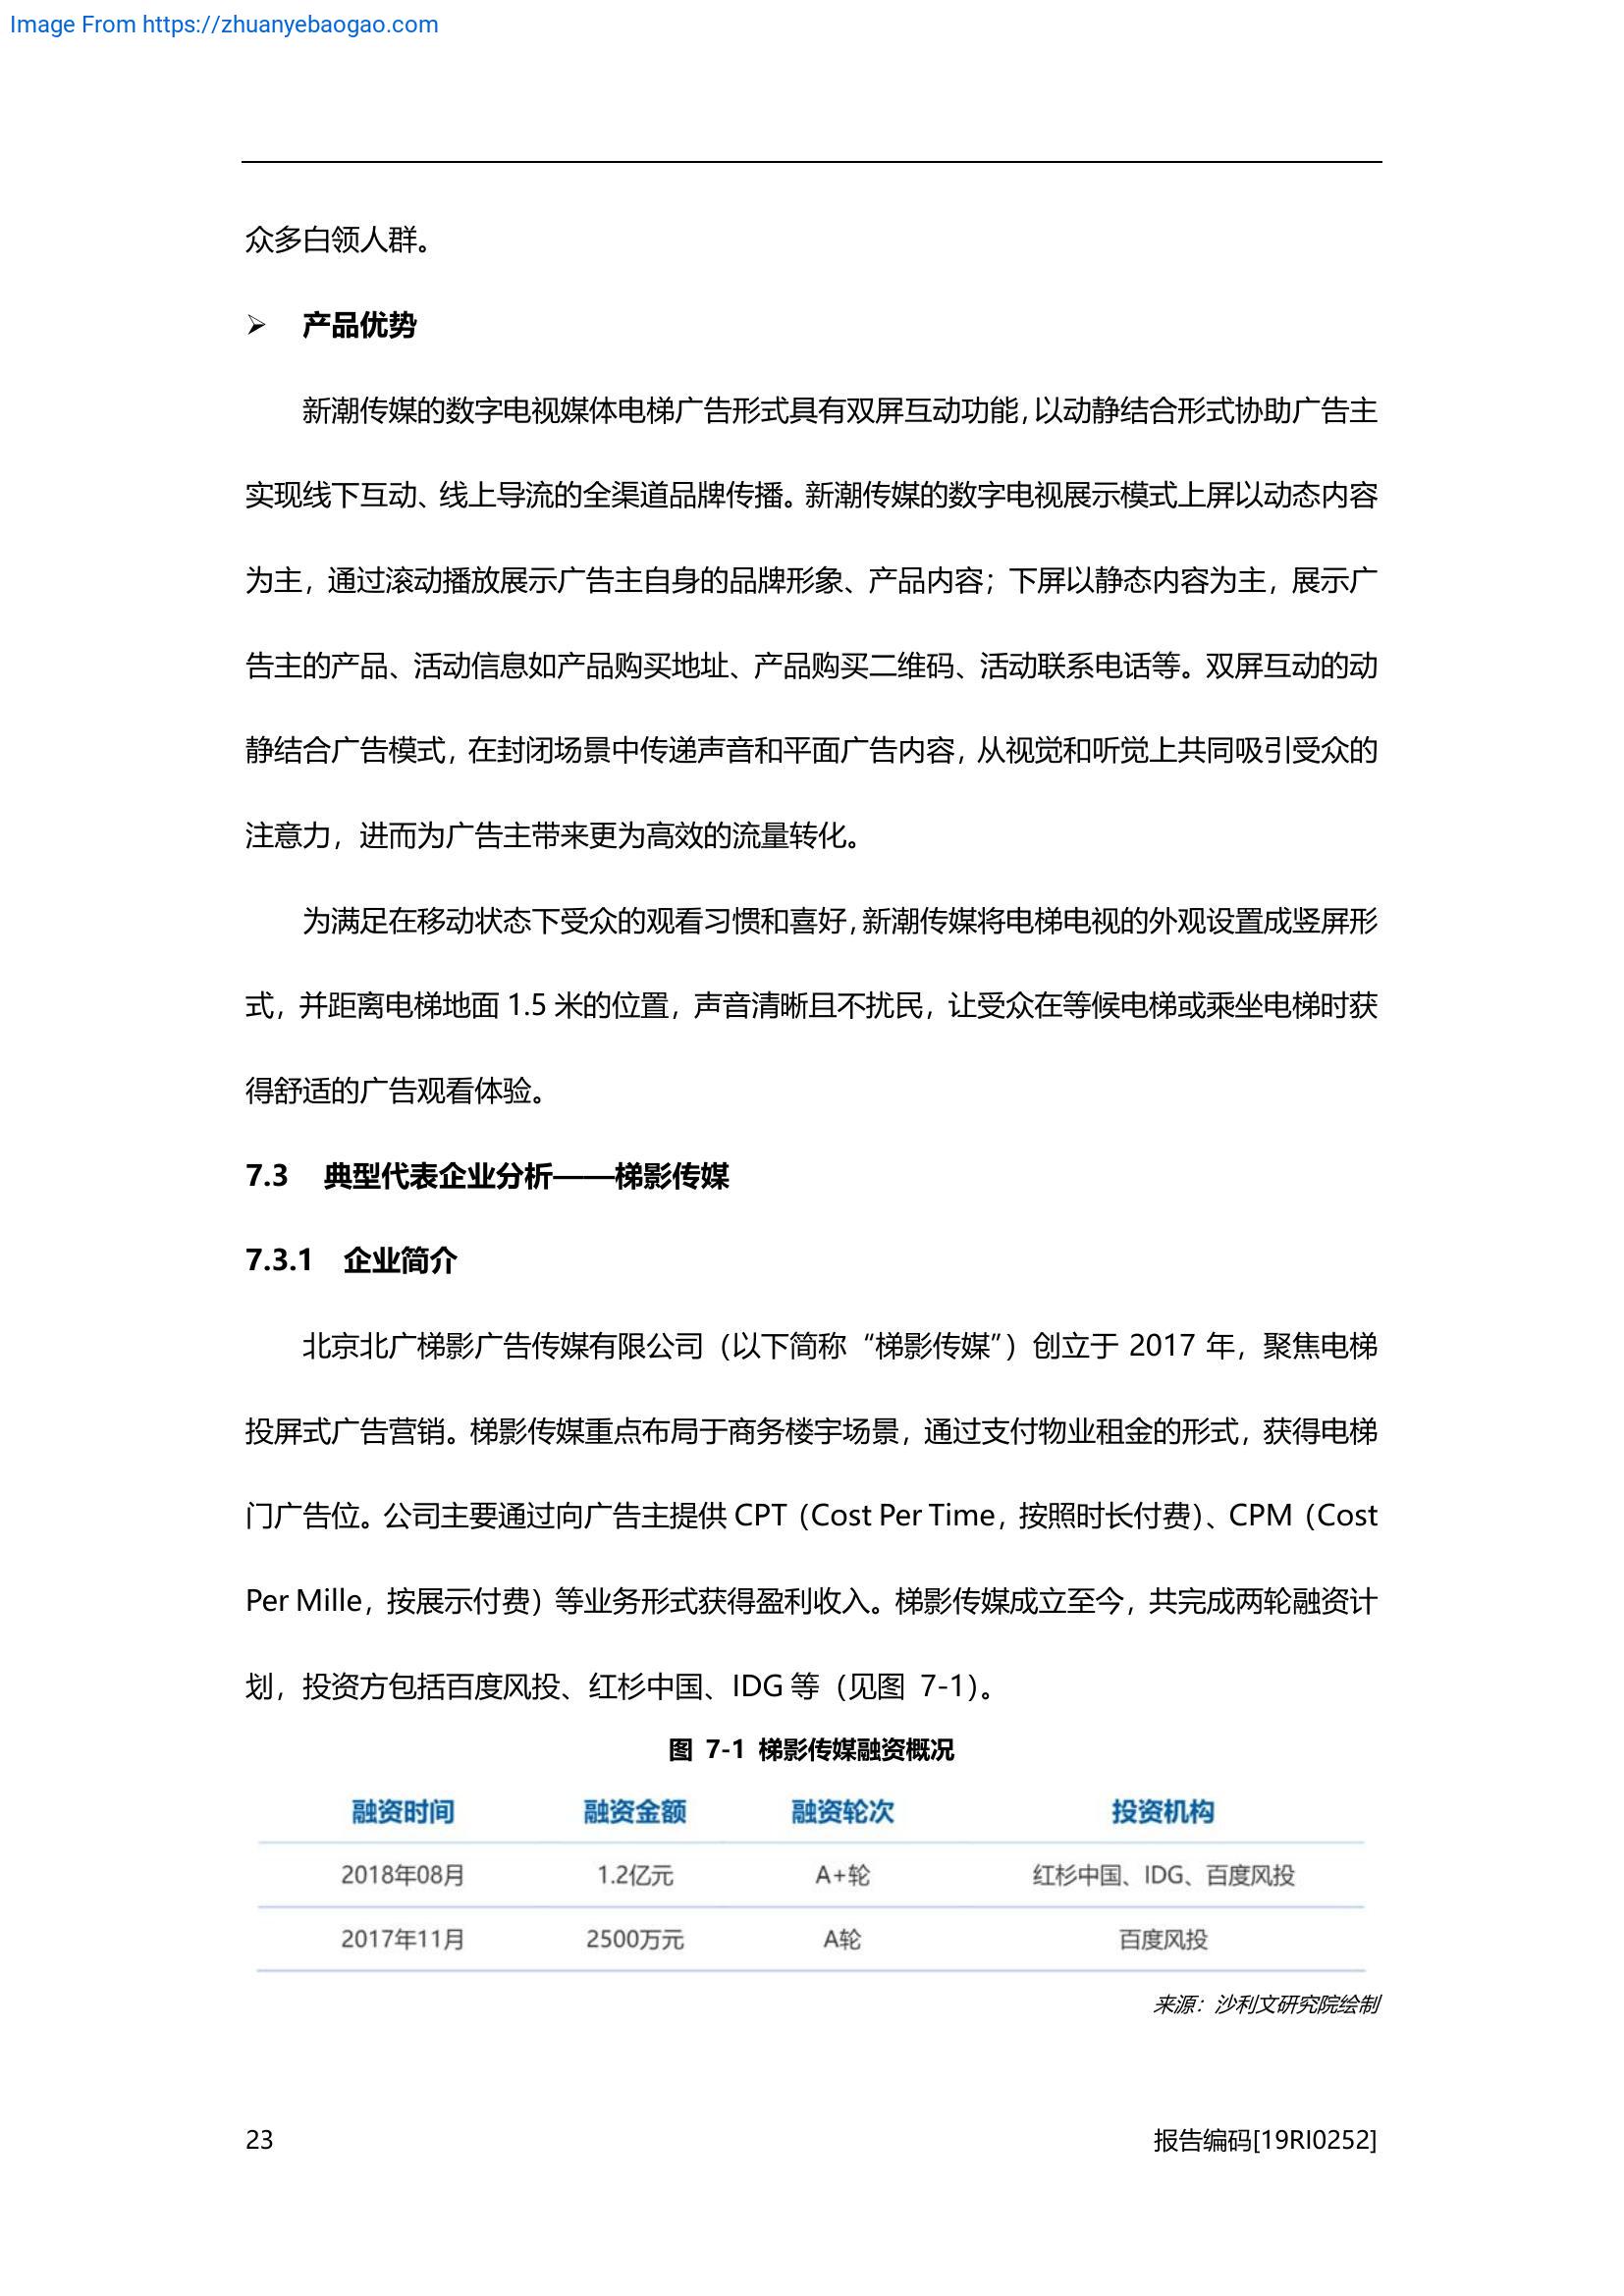 Image From https://zhuanyebaogao.com
众多白领人群。
➢ 产品优势
新潮传媒的数字电视媒体电梯广告形式具有双屏互动功能，以动静结合形式协助广告主
实现线下互动、线上导流的全渠道品牌传播。新潮传媒的数字电视展示模式上屏以动态内容
为主，通过滚动播放展示广告主自身的品牌形象、产品内容；下屏以静态内容为主，展示广
告主的产品、活动信息如产品购买地址、产品购买二维码、活动联系电话等。双屏互动的动
静结合广告模式，在封闭场景中传递声音和平面广告内容，从视觉和听觉上共同吸引受众的
注意力，进而为广告主带来更为高效的流量转化。
为满足在移动状态下受众的观看习惯和喜好，新潮传媒将电梯电视的外观设置成竖屏形
式，并距离电梯地面 1.5 米的位置，声音清晰且不扰民，让受众在等候电梯或乘坐电梯时获
得舒适的广告观看体验。
7.3 典型代表企业分析——梯影传媒
7.3.1 企业简介
北京北广梯影广告传媒有限公司（以下简称“梯影传媒”）创立于 2017 年，聚焦电梯
投屏式广告营销。梯影传媒重点布局于商务楼宇场景，通过支付物业租金的形式，获得电梯
门广告位。公司主要通过向广告主提供 CPT（Cost Per Time，按照时长付费）、CPM（Cost
Per Mille，按展示付费）等业务形式获得盈利收入。梯影传媒成立至今，共完成两轮融资计
划，投资方包括百度风投、红杉中国、IDG 等（见图 7-1）。
图 7-1 梯影传媒融资概况
融资时间 融资金额 融资轮次 投资机构
2018年08月 1.2亿元 A+轮 红杉中国、IDG、百度风投
2017年11月 2500万元 A轮 百度风投
来源：沙利文研究院绘制
23 报告编码[19RI0252]